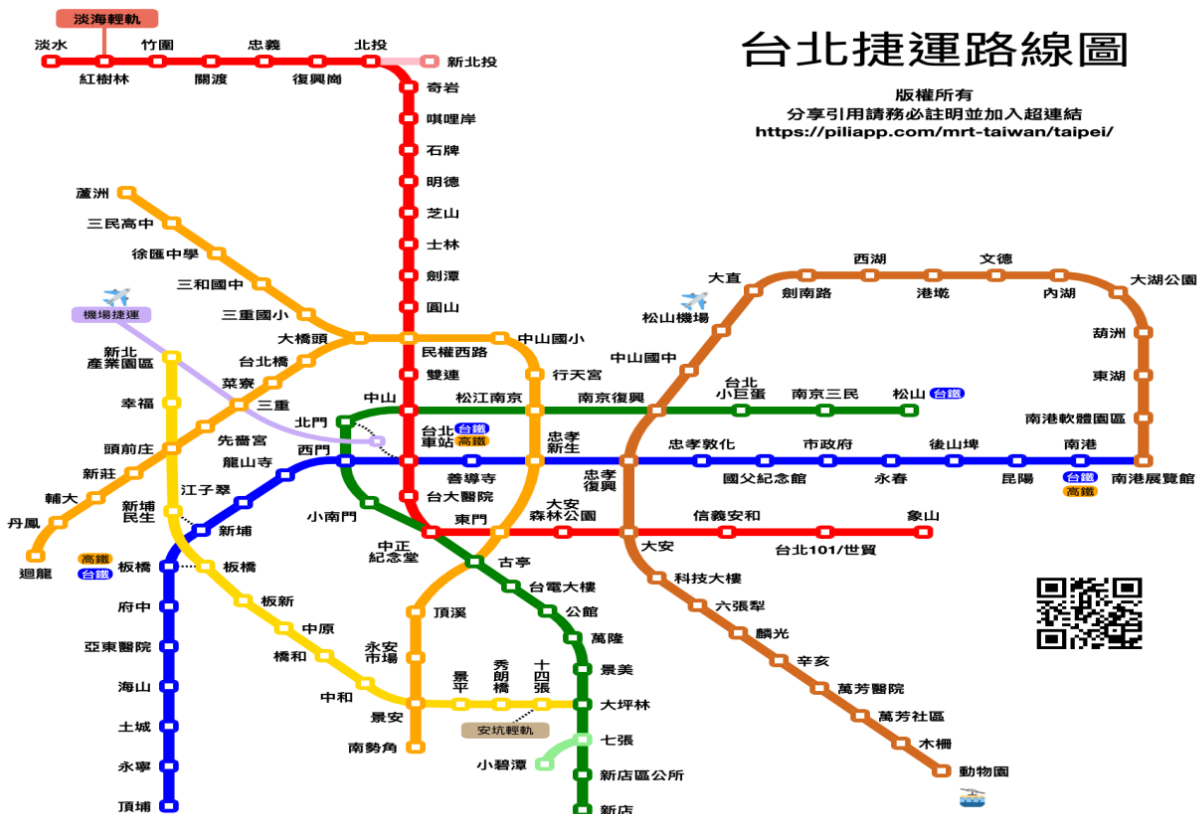 台北捷運路線圖
版權所有
分享引用請務必註明並加入超連結
https://piliapp.com/mrt-taiwan/taipei/
淡海輕軌
淡水
紅樹林
竹圍
關渡
忠義
復興崗
北投
新北投
奇岩
唭哩岸
石牌
明德
芝山
士林
劍潭
圓山
民權西路
雙連
中山
台北
車站
台鐵
高鐵
台大醫院
中正
紀念堂
東門
大安
森林公園
大安
信義安和
台北101/世貿
象山
蘆洲
三民高中
徐匯中學
三和國中
三重國小
大橋頭
台北橋
菜寮
三重
先嗇宮
頭前庄
新莊
輔大
丹鳳
迴龍
中山國小
行天宮
松江南京
忠孝
新生
古亭
頂溪
永安
市場
景安
南勢角
機場捷運
新北
產業園區
幸福
新埔
民生
板橋
板新
中原
橋和
中和
景平
秀朗橋
十四張
安坑輕軌
大坪林
北門
西門
小南門
台電大樓
公館
萬隆
景美
七張
小碧潭
新店區公所
新店
南京復興
台北
小巨蛋
南京三民
松山
台鐵
龍山寺
江子翠
新埔
板橋
高鐵
台鐵
府中
亞東醫院
海山
土城
永寧
頂埔
善導寺
忠孝
復興
忠孝敦化
國父紀念館
市政府
永春
後山埤
昆陽
南港
台鐵
高鐵
南港展覽館
南港軟體園區
東湖
葫洲
大湖公園
內湖
文德
港墘
西湖
劍南路
大直
松山機場
中山國中
科技大樓
六張犁
麟光
辛亥
萬芳醫院
萬芳社區
木柵
動物園